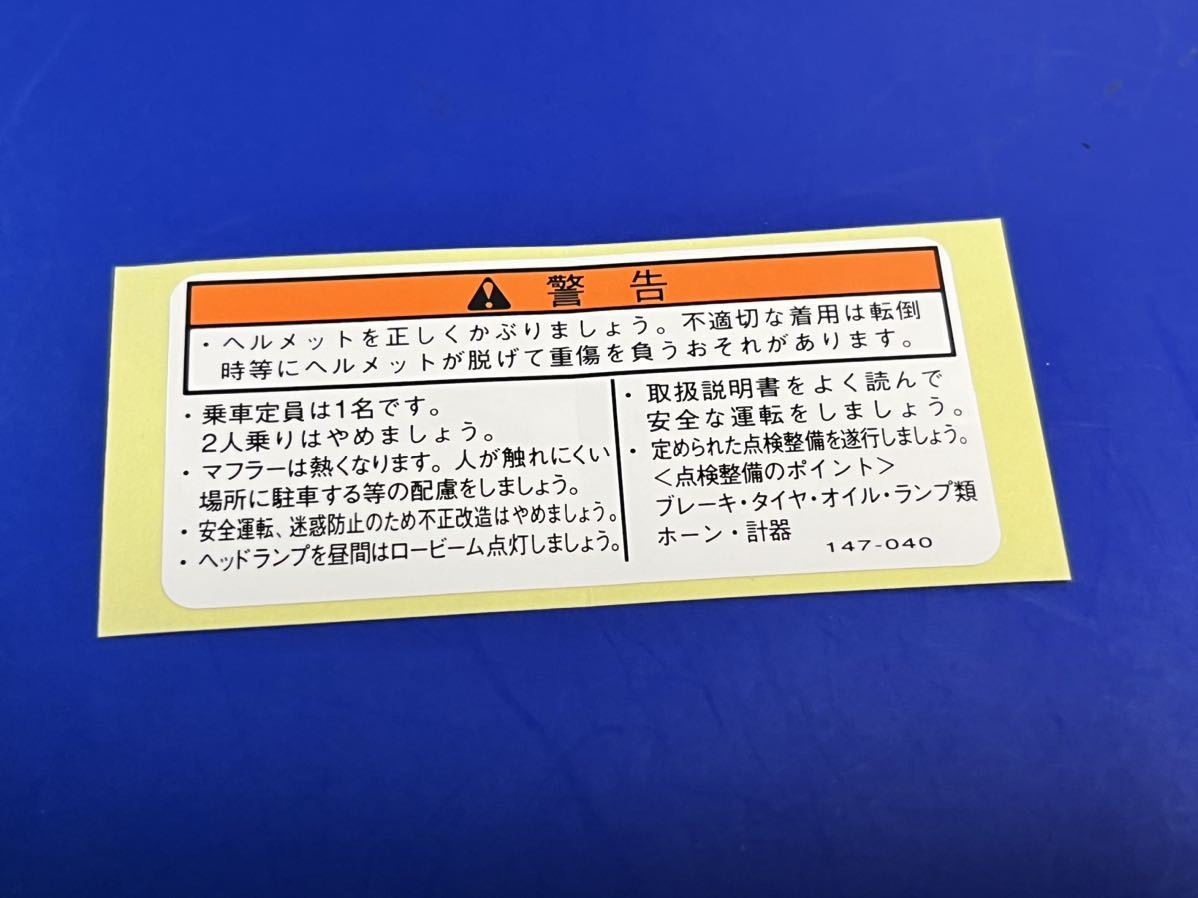 警告
・ヘルメットを正しくかぶりましょう。不適切な着用は転倒
時等にヘルメットが脱げて重傷を負うおそれがあります。
・乗車定員は1名です。
2人乗りはやめましょう。
・マフラーは熱くなります。人が触れにくい
場所に駐車する等の配慮をしましょう。
・安全運転、迷惑防止のため不正改造はやめましょう。
・ヘッドランプを昼間はロービーム点灯しましょう。
・取扱説明書をよく読んで
安全な運転をしましょう。
・定められた点検整備を遂行しましょう。
<点検整備のポイント>
ブレーキ・タイヤ・オイル・ランプ類
ホーン・計器
147-040